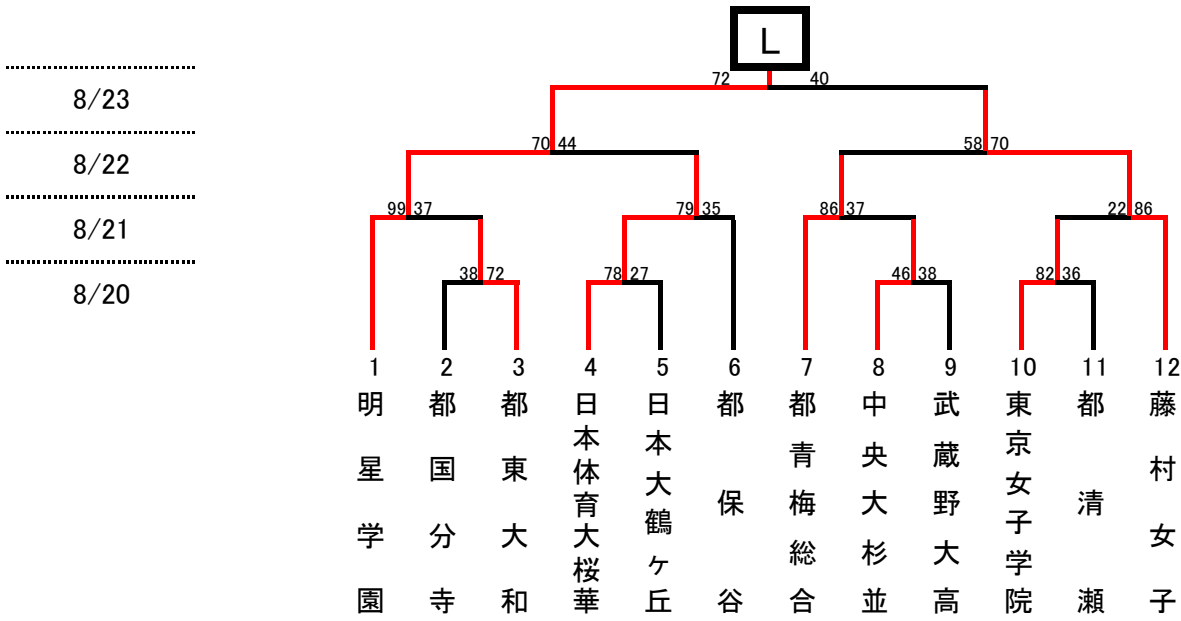 L
72 40
8/23
70 44 58 70
8/22
99 37 79 35 86 37 22 86
8/21
38 72 78 27 46 38 82 36
8/20
1 2 3 4 5 6 7 8 9 10 11 12
明星学園
都国分寺
都東大和
日本体育大桜華
日本大鶴ヶ丘
都保谷
都青梅総合
中央大杉並
武蔵野大高
東京女子学院
都清瀬
藤村女子